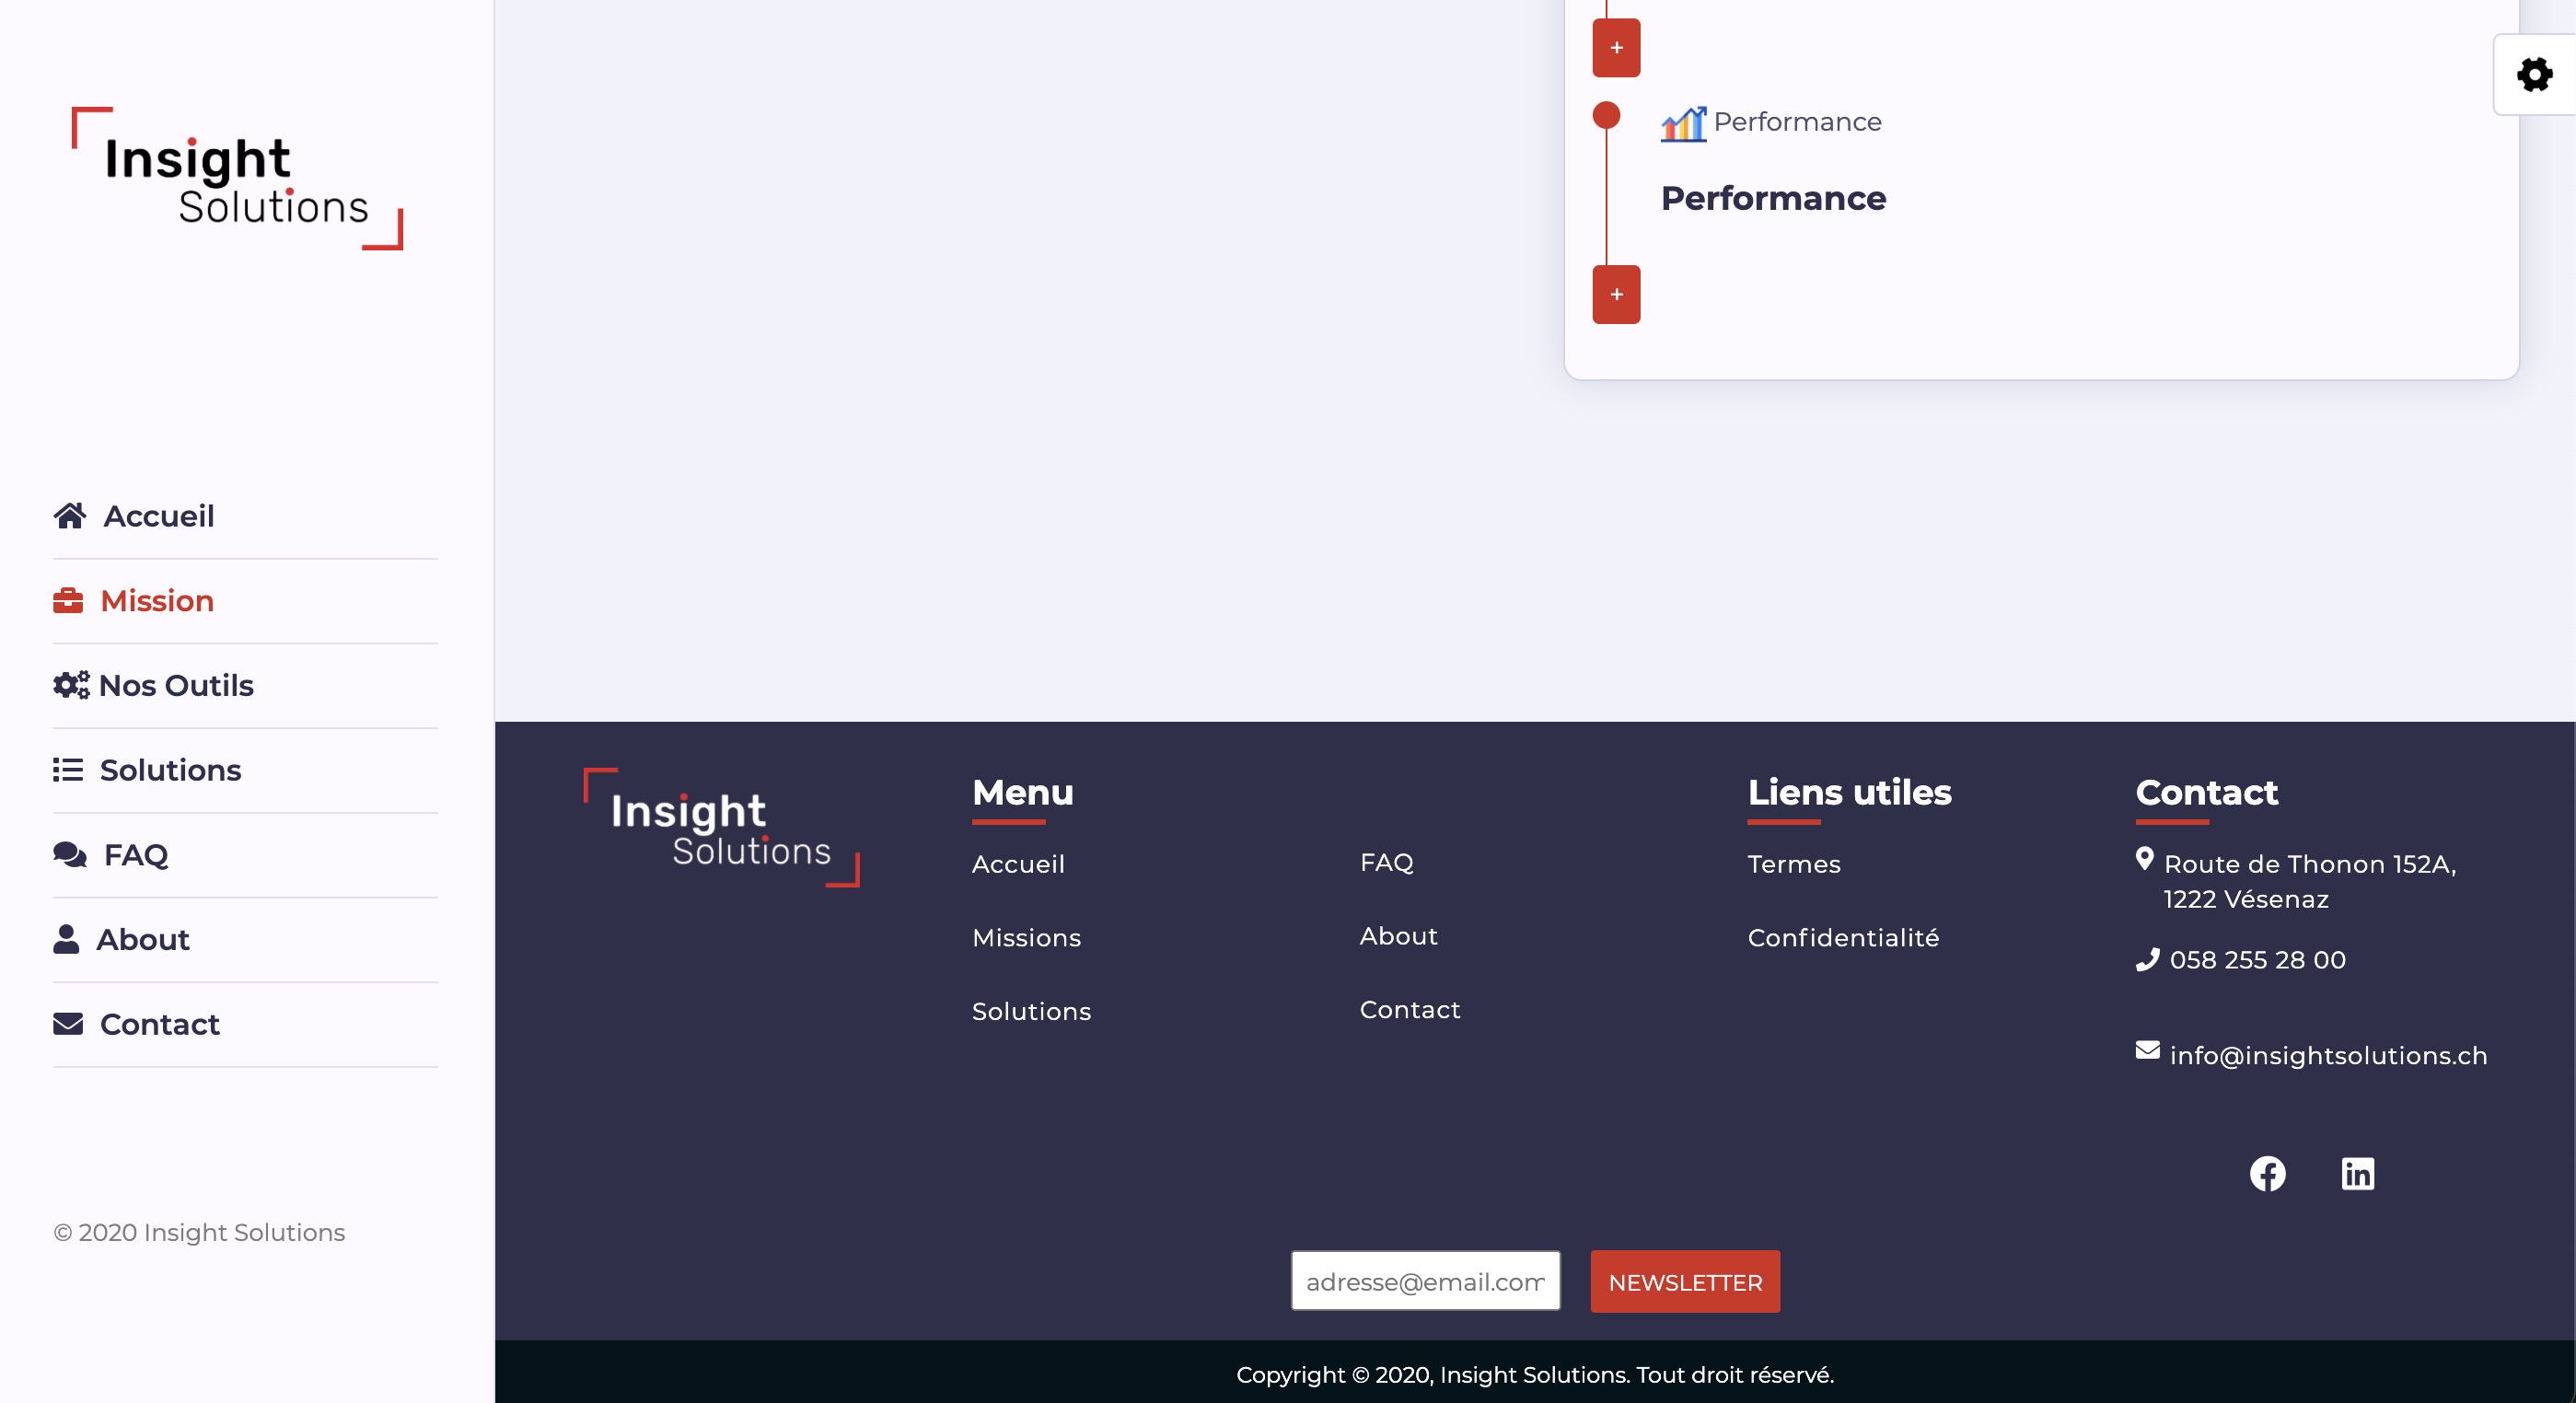 Insight
Solutions
Accueil
Mission
Nos Outils
Solutions
FAQ
About
Contact
© 2020 Insight Solutions
+
Performance
Performance
+
Insight
Solutions
Menu
Accueil
Missions
Solutions
FAQ
About
Contact
Liens utiles
Termes
Confidentialité
Contact
Route de Thonon 152A,
1222 Vésenaz
058 255 28 00
info@insightsolutions.ch
adresse@email.com
NEWSLETTER
Copyright © 2020, Insight Solutions. Tout droit réservé.